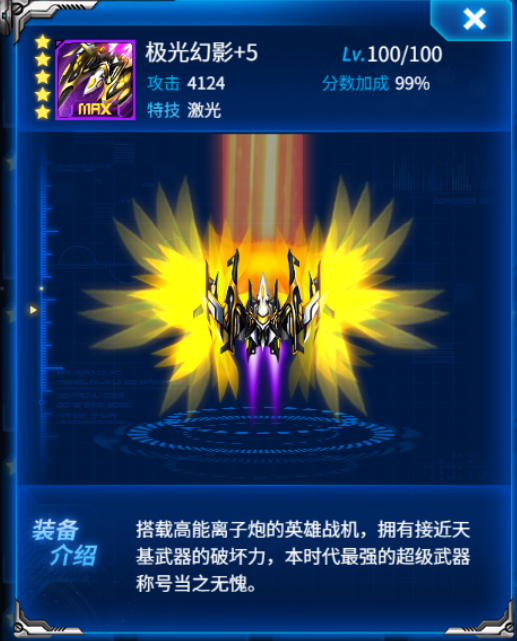 极光幻影+5
Lv.100/100
攻击 4124
分数加成 99%
特技 激光
MAX
装备
介绍
搭载高能离子炮的英雄战机，拥有接近天
基武器的破坏力，本时代最强的超级武器
称号当之无愧。